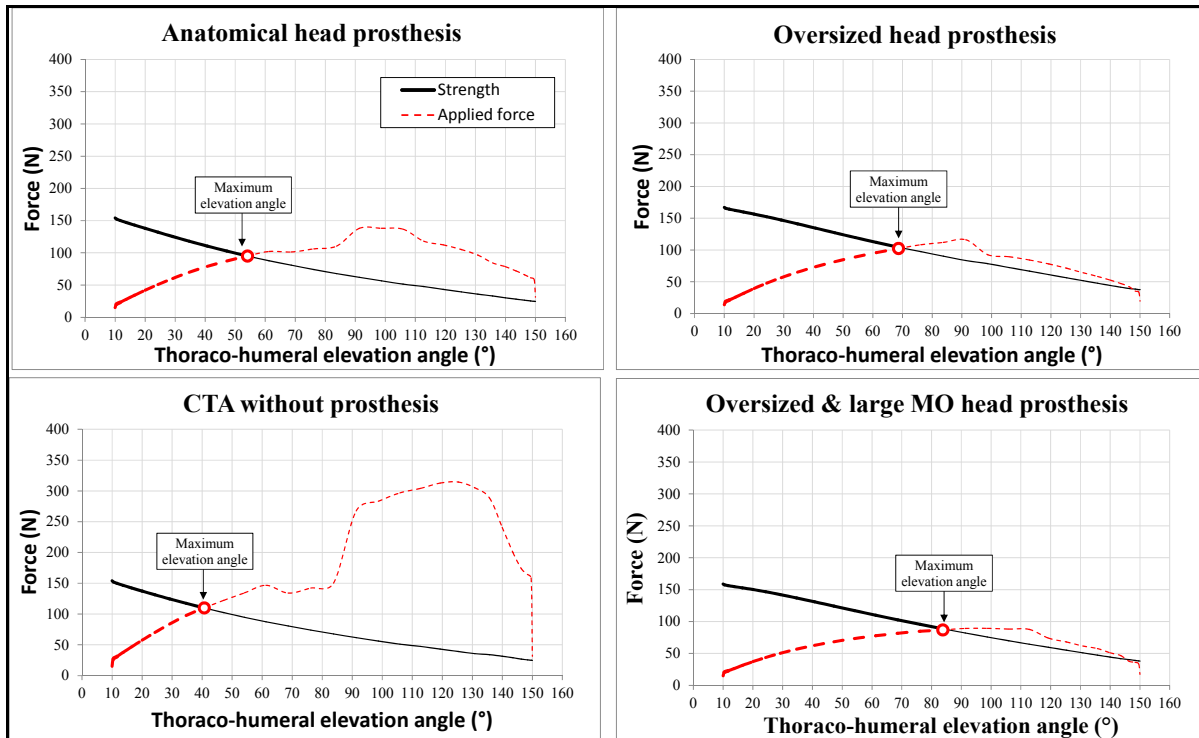 Anatomical head prosthesis
400
350
300
250
200
150
100
50
0
Force (N)
Strength
Applied force
Maximum
elevation angle
0 10 20 30 40 50 60 70 80 90 100 110 120 130 140 150 160
Thoraco-humeral elevation angle (°)
Oversized head prosthesis
400
350
300
250
200
150
100
50
0
Force (N)
Maximum
elevation angle
0 10 20 30 40 50 60 70 80 90 100 110 120 130 140 150 160
Thoraco-humeral elevation angle (°)
CTA without prosthesis
400
350
300
250
200
150
100
50
0
Force (N)
Maximum
elevation angle
0 10 20 30 40 50 60 70 80 90 100 110 120 130 140 150 160
Thoraco-humeral elevation angle (°)
Oversized & large MO head prosthesis
400
350
300
250
200
150
100
50
0
Force (N)
Maximum
elevation angle
0 10 20 30 40 50 60 70 80 90 100 110 120 130 140 150 160
Thoraco-humeral elevation angle (°)